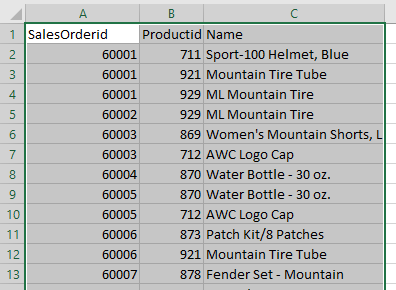 A B C
1 SalesOrderid Productid Name
2 60001 711 Sport-100 Helmet, Blue
3 60001 921 Mountain Tire Tube
4 60001 929 ML Mountain Tire
5 60002 929 ML Mountain Tire
6 60003 869 Women's Mountain Shorts, L
7 60003 712 AWC Logo Cap
8 60004 870 Water Bottle - 30 oz.
9 60005 870 Water Bottle - 30 oz.
10 60005 712 AWC Logo Cap
11 60006 873 Patch Kit/8 Patches
12 60006 921 Mountain Tire Tube
13 60007 878 Fender Set - Mountain